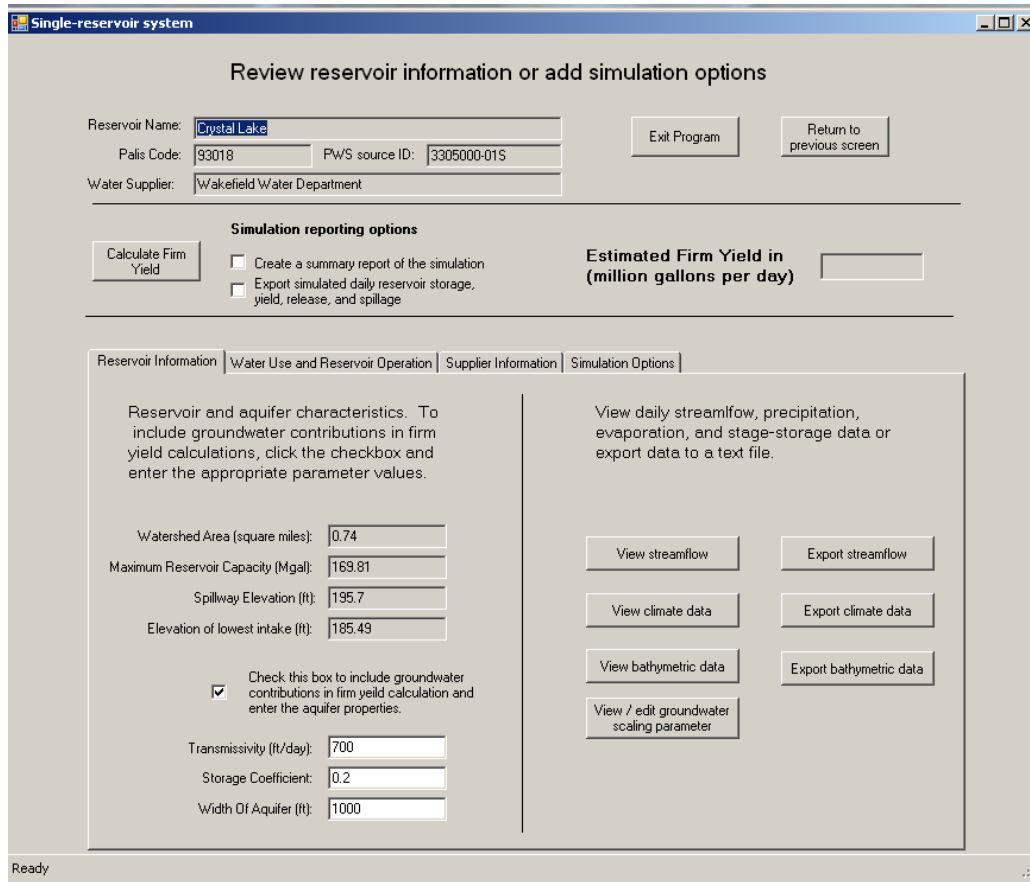 Single-reservoir system
Review reservoir information or add simulation options
Reservoir Name: Crystal Lake
Exit Program
Return to
previous screen
Palis Code: 93018 PWS source ID: 3305000-01S
Water Supplier: Wakefield Water Department
Simulation reporting options
Calculate Firm
Yield
Create a summary report of the simulation
Export simulated daily reservoir storage,
yield, release, and spillage
Estimated Firm Yield in
(million gallons per day)
Reservoir Information Water Use and Reservoir Operation Supplier Information Simulation Options
Reservoir and aquifer characteristics. To
include groundwater contributions in firm
yield calculations, click the checkbox and
enter the appropriate parameter values.
Watershed Area (square miles): 0.74
Maximum Reservoir Capacity (Mgal): 169.81
Spillway Elevation (ft): 195.7
Elevation of lowest intake (ft): 185.49
Check this box to include groundwater
contributions in firm yeild calculation and
enter the aquifer properties.
Transmissivity (ft/day): 700
Storage Coefficient: 0.2
Width Of Aquifer (ft): 1000
View daily streamlfow, precipitation,
evaporation, and stage-storage data or
export data to a text file.
View streamflow Export streamflow
View climate data Export climate data
View bathymetric data Export bathymetric data
View / edit groundwater
scaling parameter
Ready